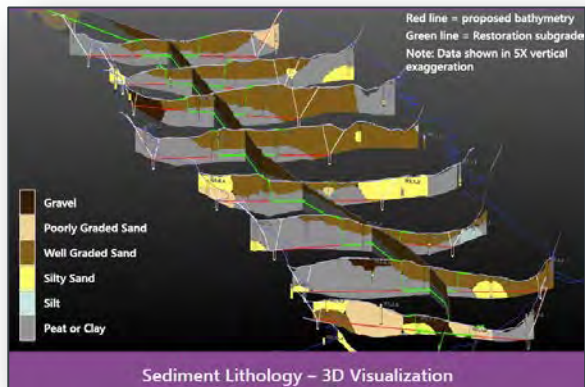 Red line = proposed bathymetry
Green line = Restoration subgrade
Note: Data shown in 5X vertical
exaggeration
Gravel
Poorly Graded Sand
Well Graded Sand
Silty Sand
Silt
Peat or Clay
Sediment Lithology – 3D Visualization